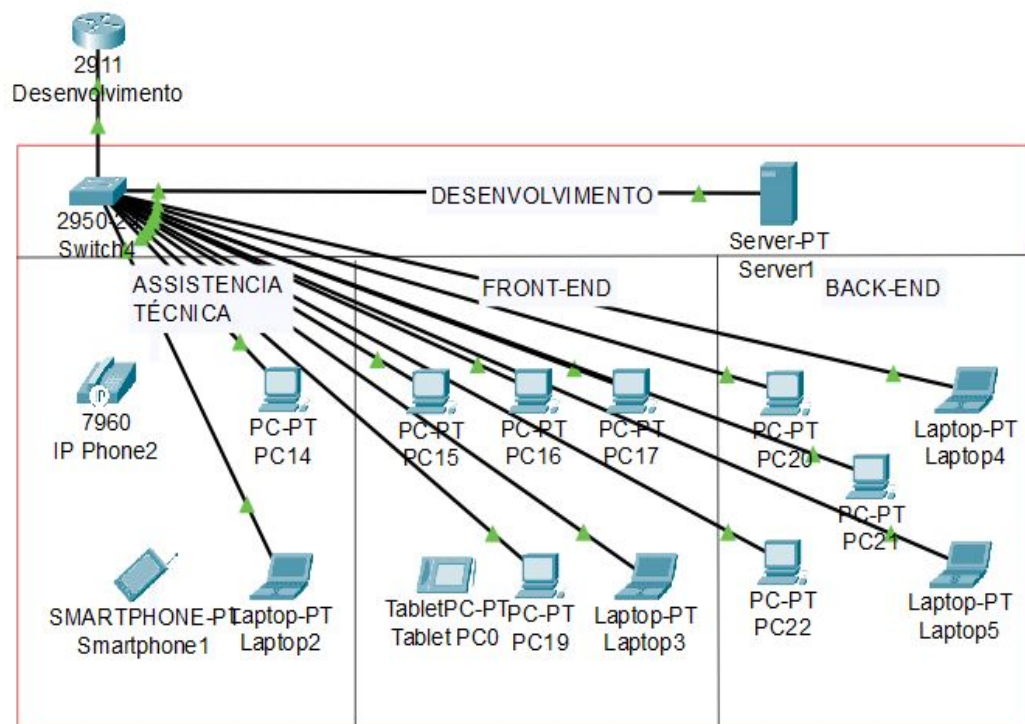 2911
Desenvolvimento
DESENVOLVIMENTO
Switch4
Server-PT
Server1
ASSISTENCIA
TÉCNICA
FRONT-END
BACK-END
7960
IP Phone2
PC-PT
PC14
PC-PT
PC15
PC-PT
PC16
PC-PT
PC17
PC-PT
PC20
Laptop-PT
Laptop4
PC-PT
PC21
SMARTPHONE-PT
Smartphone1
Laptop-PT
Laptop2
TabletPC-PT
Tablet PC0
PC-PT
PC19
Laptop-PT
Laptop3
PC-PT
PC22
Laptop-PT
Laptop5